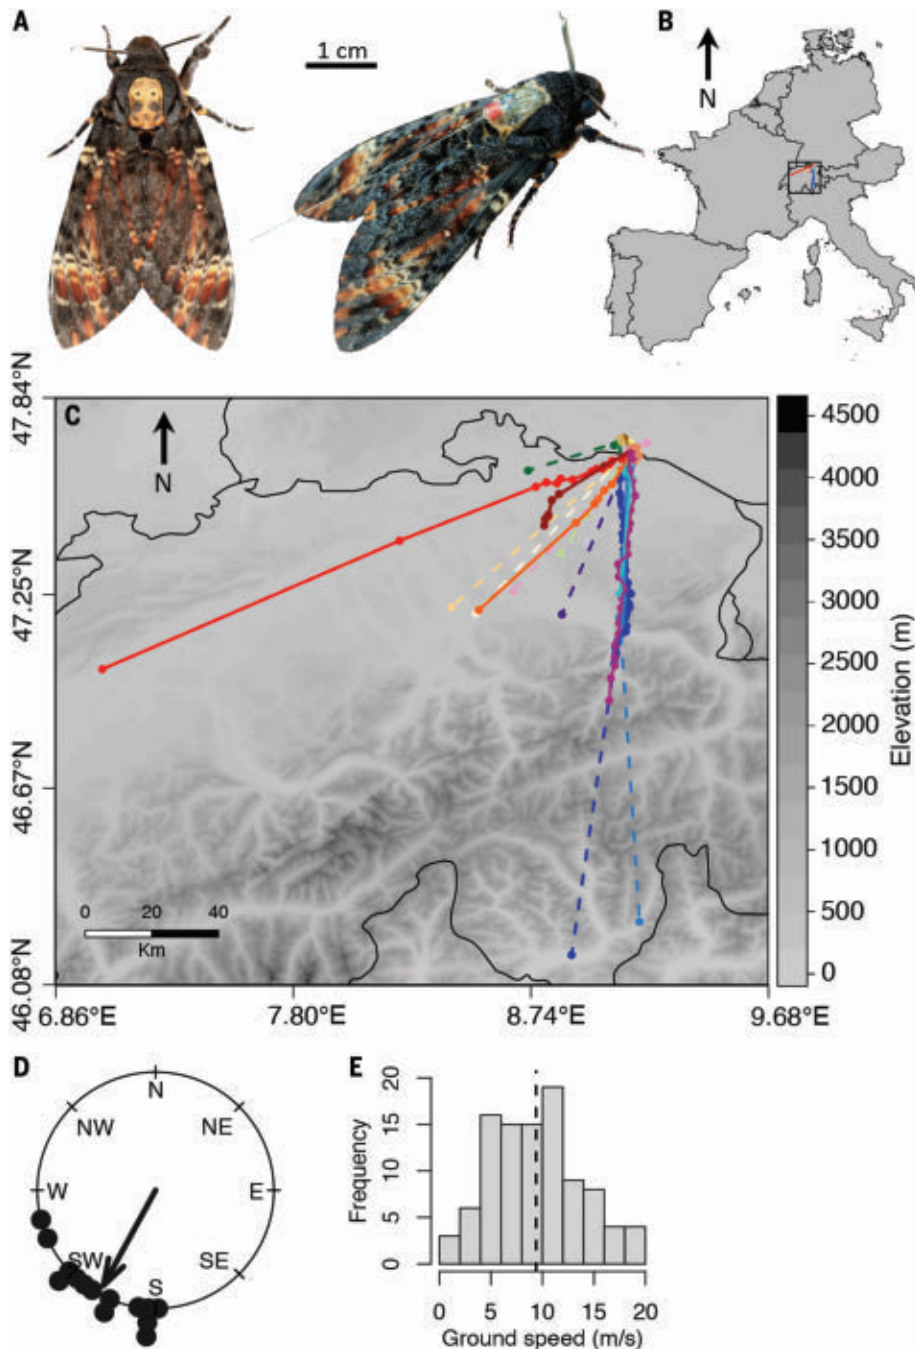 A
1 cm
B
N
47.84°N
47.25°N
46.67°N
46.08°N
C
N
0 20 40
Km
6.86°E 7.80°E 8.74°E 9.68°E
4500
4000
3500
3000
2500
2000
1500
1000
500
0
Elevation (m)
D
N
NW NE
W E
SW SE
S
E
Frequency
20
15
10
5
0
0 5 10 15 20
Ground speed (m/s)